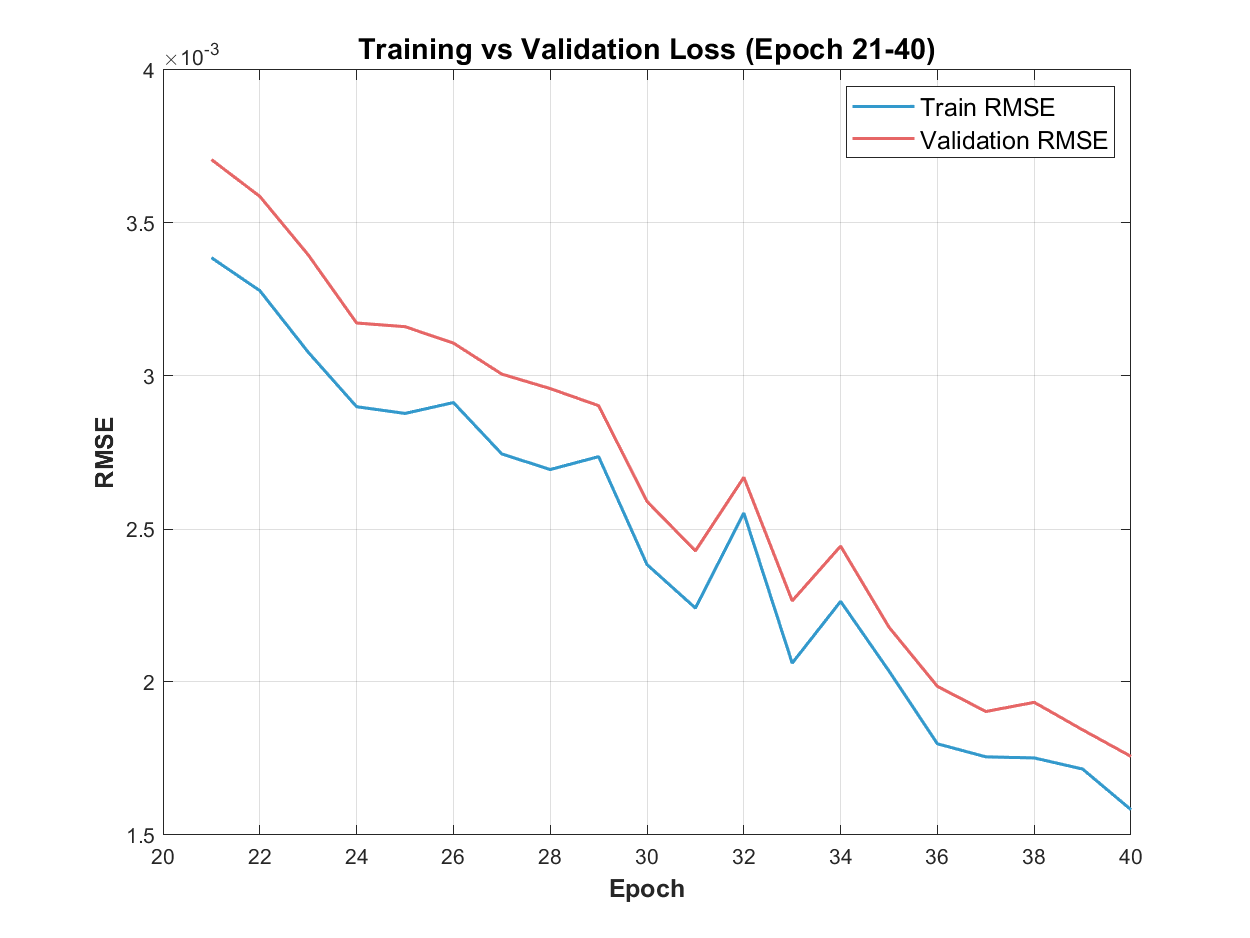 Training vs Validation Loss (Epoch 21-40)
×10-3
4
3.5
3
2.5
2
1.5
RMSE
Train RMSE
Validation RMSE
20 22 24 26 28 30 32 34 36 38 40
Epoch